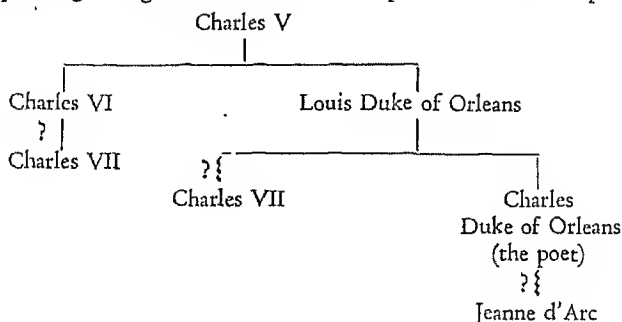 Charles V
Charles VI Louis Duke of Orleans
?
Charles VII ?
Charles VII Charles
Duke of Orleans
(the poet)
?
Jeanne d'Arc